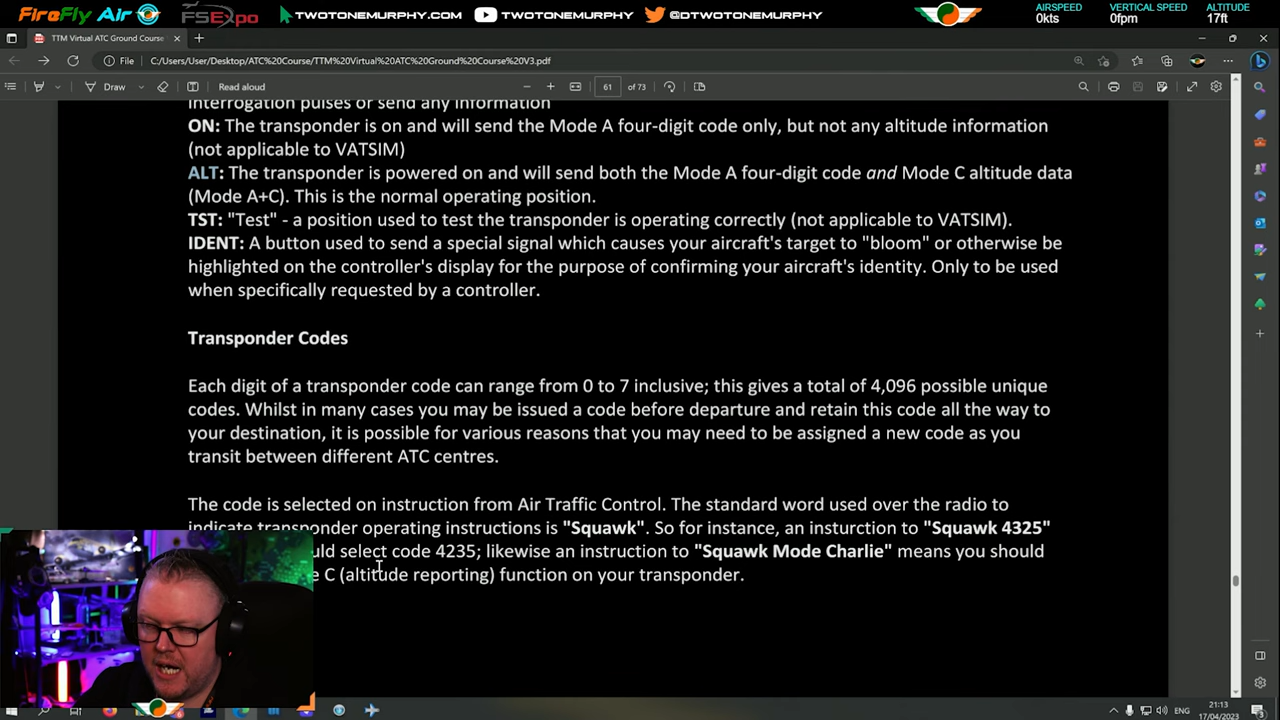 FireFly Air FSExpo TWOTONEMURPHY.COM TWOTONEMURPHY @DTWOTONEMURPHY AIRSPEED VERTICAL SPEED ALTITUDE
0kts 0fpm 17ft
TTM Virtual ATC Ground Course
File C:/Users/User/Desktop/ATC%20Course/TTM%20Virtual%20ATC%20Ground%20Course%20V3.pdf
Draw Read aloud 61 of 73
interrogation pulses or send any information
ON: The transponder is on and will send the Mode A four-digit code only, but not any altitude information
(not applicable to VATSIM)
ALT: The transponder is powered on and will send both the Mode A four-digit code and Mode C altitude data
(Mode A+C). This is the normal operating position.
TST: "Test" - a position used to test the transponder is operating correctly (not applicable to VATSIM).
IDENT: A button used to send a special signal which causes your aircraft's target to "bloom" or otherwise be
highlighted on the controller's display for the purpose of confirming your aircraft's identity. Only to be used
when specifically requested by a controller.
Transponder Codes
Each digit of a transponder code can range from 0 to 7 inclusive; this gives a total of 4,096 possible unique
codes. Whilst in many cases you may be issued a code before departure and retain this code all the way to
your destination, it is possible for various reasons that you may need to be assigned a new code as you
transit between different ATC centres.
The code is selected on instruction from Air Traffic Control. The standard word used over the radio to
indicate transponder operating instructions is "Squawk". So for instance, an insturction to "Squawk 4325"
select code 4235; likewise an instruction to "Squawk Mode Charlie" means you should
C (altitude reporting) function on your transponder.
ENG 21:13
17/04/2023